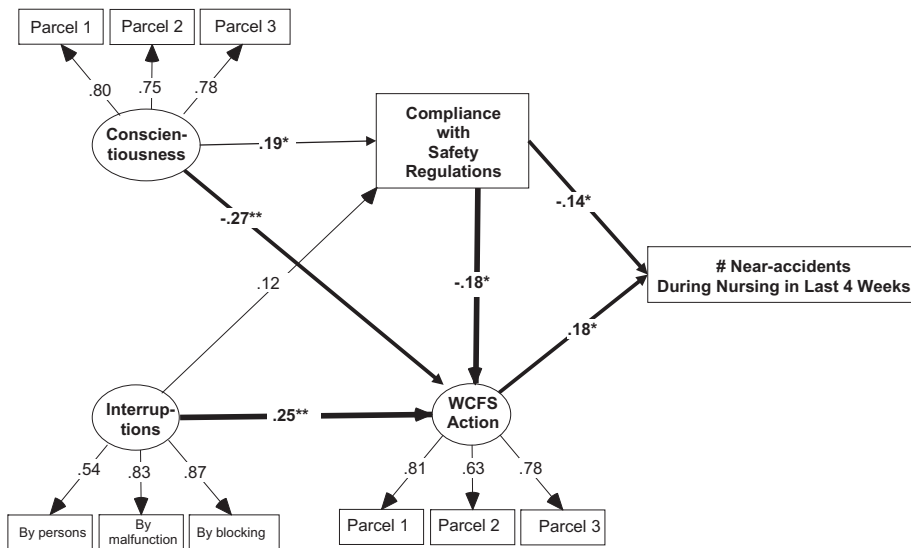 Parcel 1
Parcel 2
Parcel 3
.80
.75
.78
Conscien-
tiousness
.19*
Compliance
with
Safety
Regulations
-.27**
-.14*
.12
-.18*
# Near-accidents
During Nursing in Last 4 Weeks
.18*
Interrup-
tions
.25**
WCFS
Action
.54
.83
.87
.81
.63
.78
By persons
By
malfunction
By blocking
Parcel 1
Parcel 2
Parcel 3